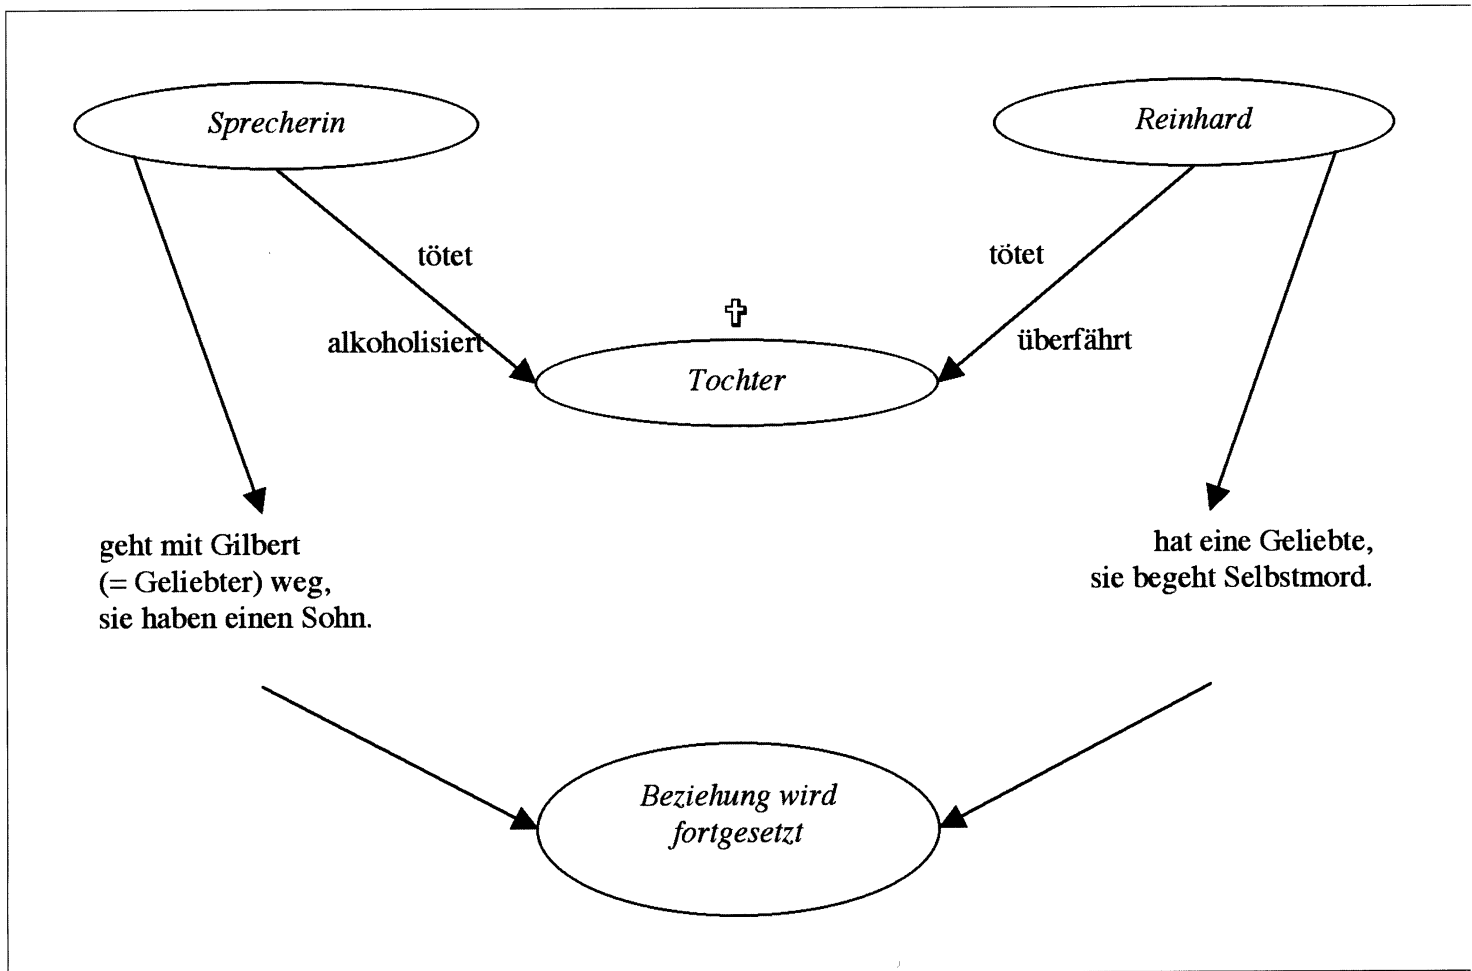 Sprecherin
Reinhard
tötet
tötet
alkoholisiert
überfährt
Tochter
geht mit Gilbert
(= Geliebter) weg,
sie haben einen Sohn.
hat eine Geliebte,
sie begeht Selbstmord.
Beziehung wird
fortgesetzt